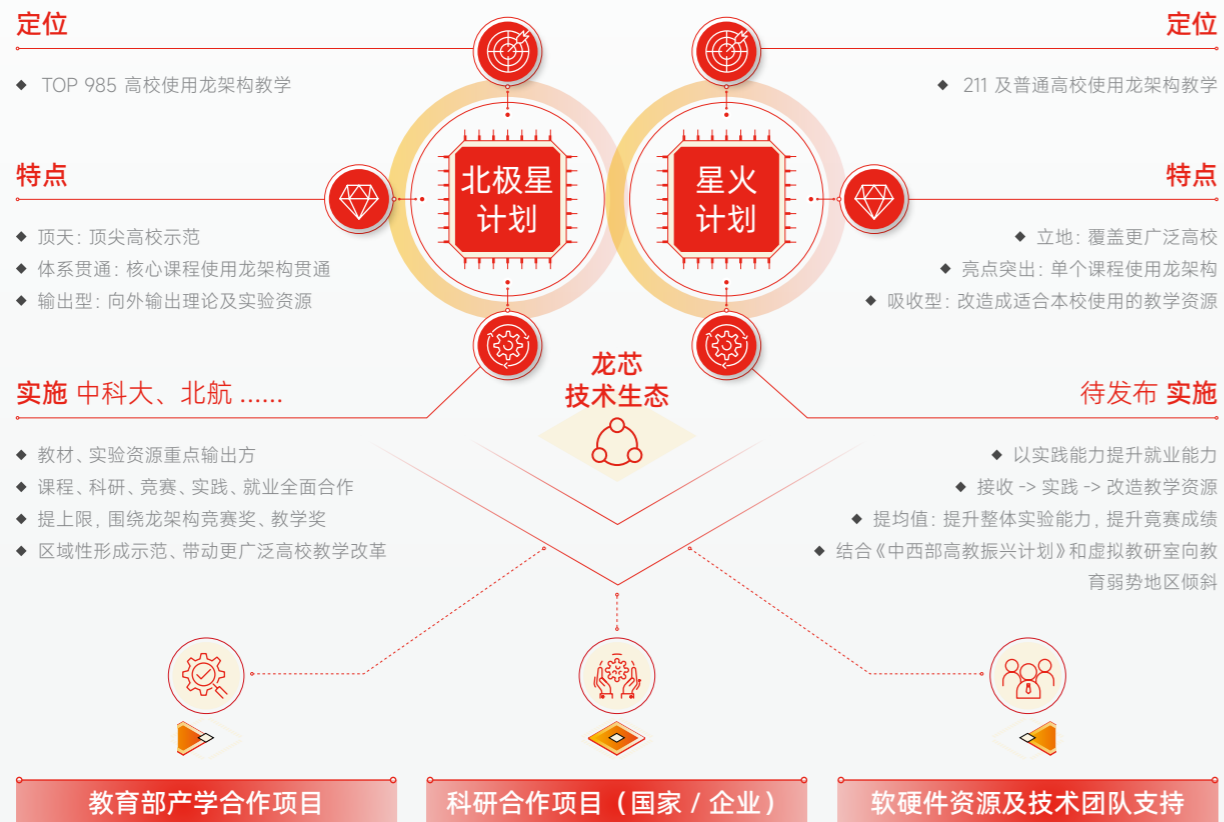 定位
TOP 985 高校使用龙架构教学
特点
顶天：顶尖高校示范
体系贯通：核心课程使用龙架构贯通
输出型：向外输出理论及实验资源
实施 中科大、北航 ......
教材、实验资源重点输出方
课程、科研、竞赛、实践、就业全面合作
提上限，围绕龙架构竞赛奖、教学奖
区域性形成示范、带动更广泛高校教学改革
北极星
计划
星火
计划
龙芯
技术生态
定位
211 及普通高校使用龙架构教学
特点
立地：覆盖更广泛高校
亮点突出：单个课程使用龙架构
吸收型：改造成适合本校使用的教学资源
待发布 实施
以实践能力提升就业能力
接收 -> 实践 -> 改造教学资源
提均值：提升整体实验能力，提升竞赛成绩
结合《中西部高教振兴计划》和虚拟教研室向教
育弱势地区倾斜
教育部产学合作项目
科研合作项目（国家 / 企业）
软硬件资源及技术团队支持